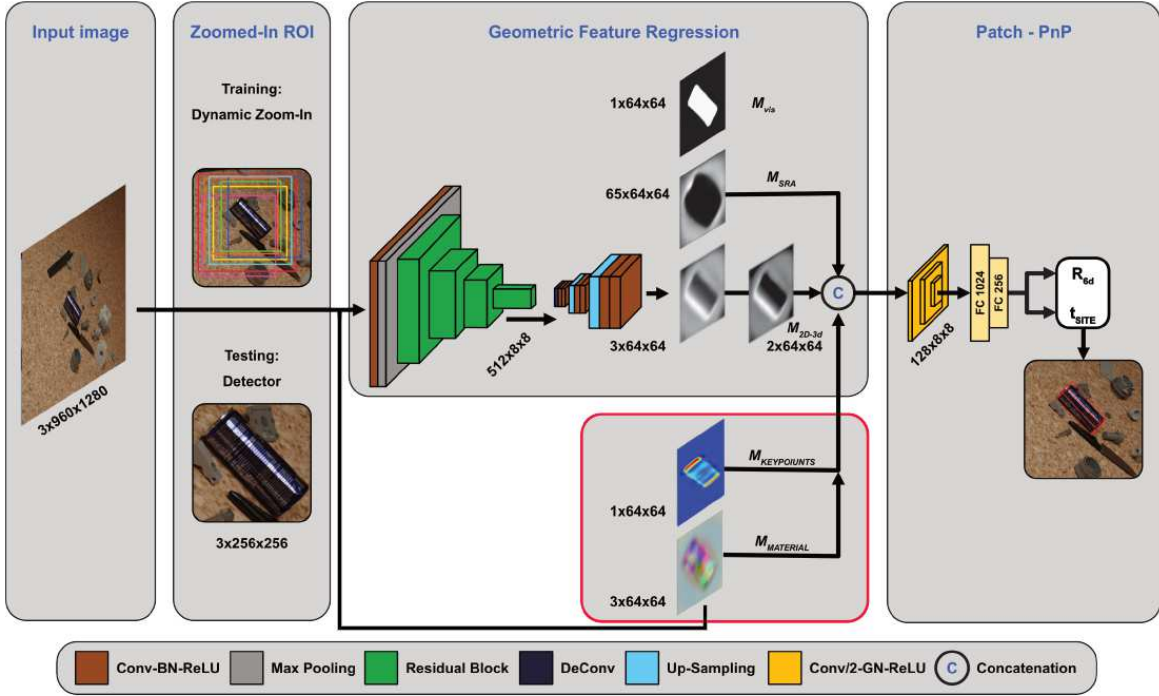 Input image
Zoomed-In ROI
Geometric Feature Regression
Patch - PnP
Training:
Dynamic Zoom-In
1x64x64
M_vis
65x64x64
M_SRA
C
FC 1024
FC 256
R_6d
t_SITE
3x960x1280
Testing:
Detector
512x8x8
3x64x64
M_2D-3d
2x64x64
128x8x8
M_KEYPOIUNTS
1x64x64
3x256x256
M_MATERIAL
3x64x64
Conv-BN-ReLU
Max Pooling
Residual Block
DeConv
Up-Sampling
Conv/2-GN-ReLU
C
Concatenation